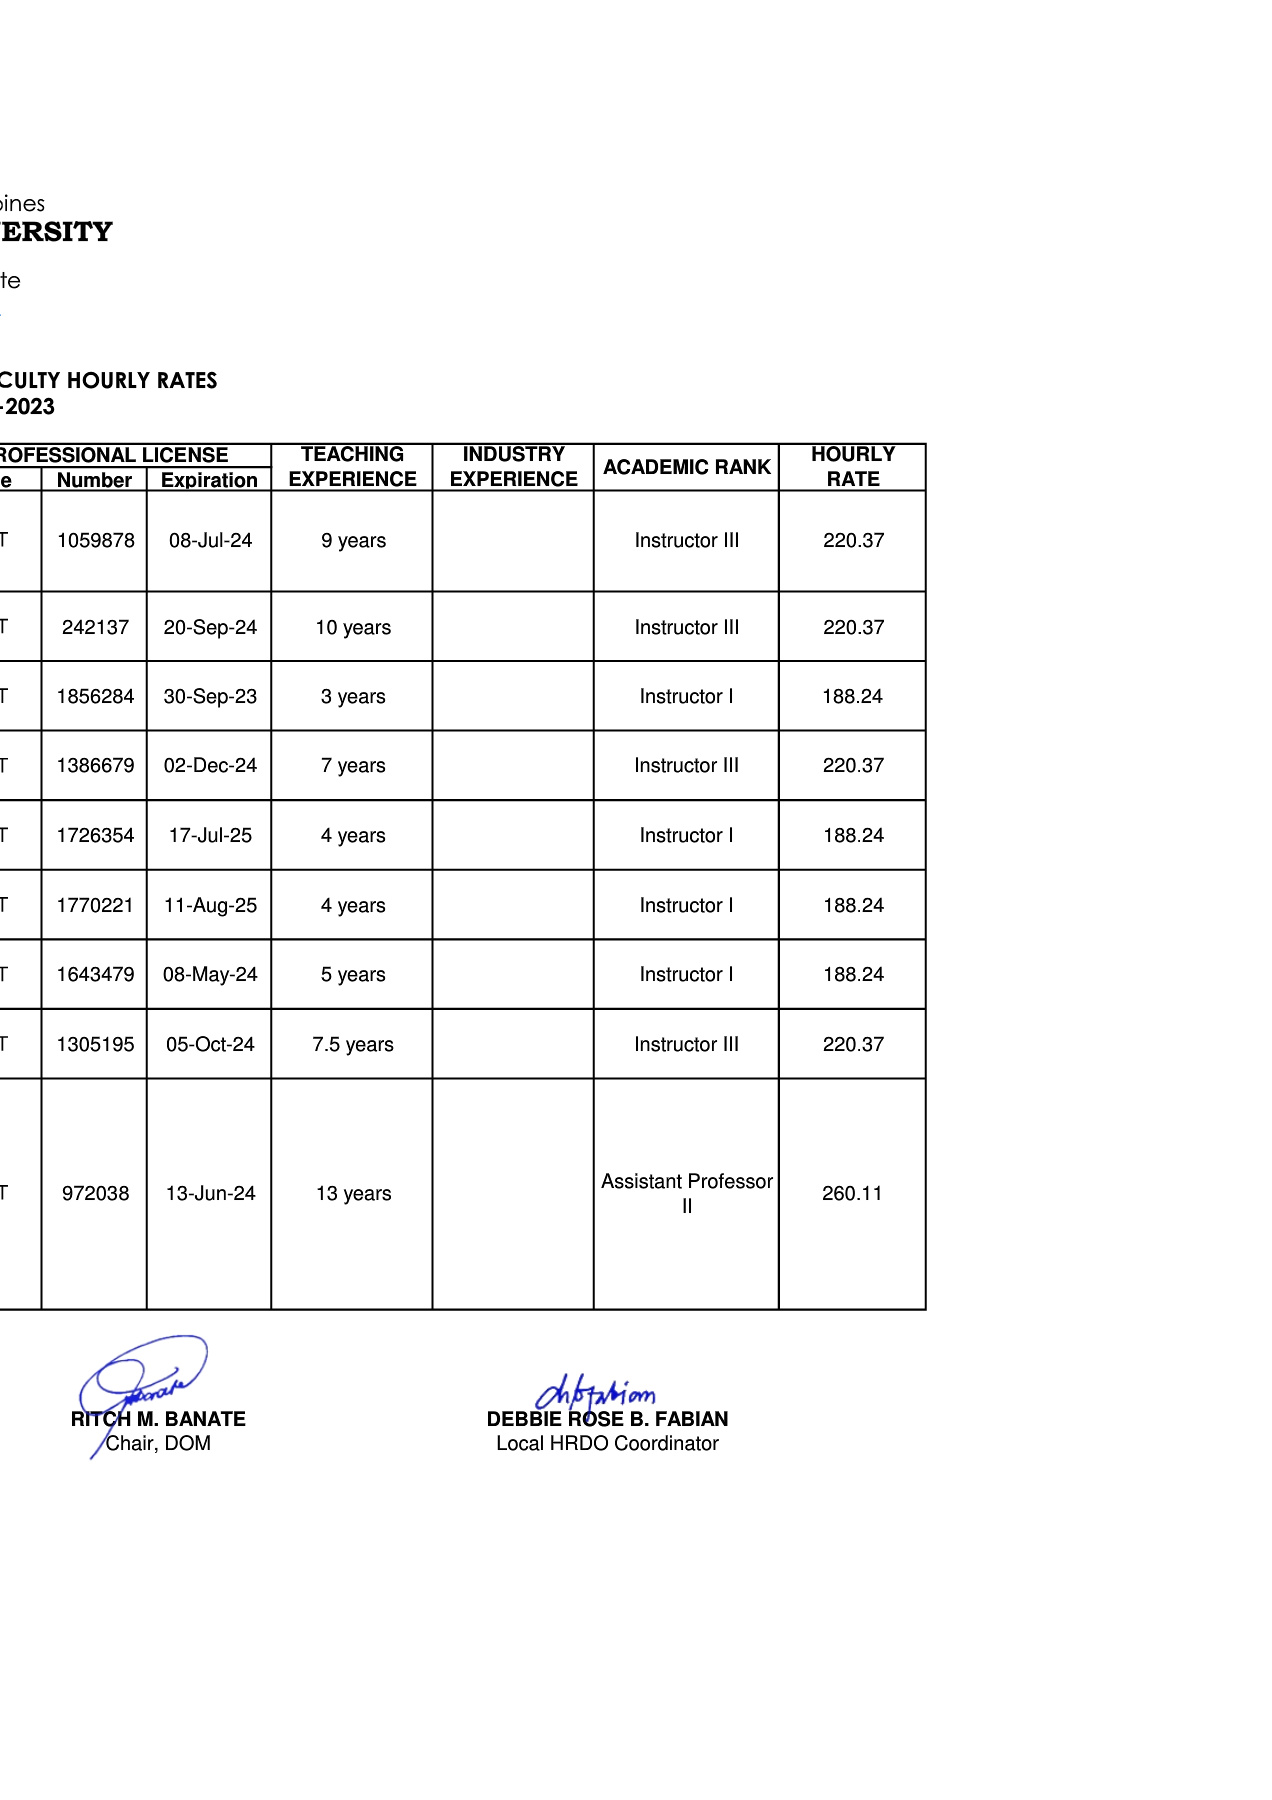 pines
ERSITY
te
CULTY HOURLY RATES
-2023
ROFESSIONAL LICENSE TEACHING EXPERIENCE INDUSTRY EXPERIENCE ACADEMIC RANK HOURLY RATE
e Number Expiration
T 1059878 08-Jul-24 9 years Instructor III 220.37
T 242137 20-Sep-24 10 years Instructor III 220.37
T 1856284 30-Sep-23 3 years Instructor I 188.24
T 1386679 02-Dec-24 7 years Instructor III 220.37
T 1726354 17-Jul-25 4 years Instructor I 188.24
T 1770221 11-Aug-25 4 years Instructor I 188.24
T 1643479 08-May-24 5 years Instructor I 188.24
T 1305195 05-Oct-24 7.5 years Instructor III 220.37
T 972038 13-Jun-24 13 years Assistant Professor II 260.11
RITCH M. BANATE DEBBIE ROSE B. FABIAN
Chair, DOM Local HRDO Coordinator